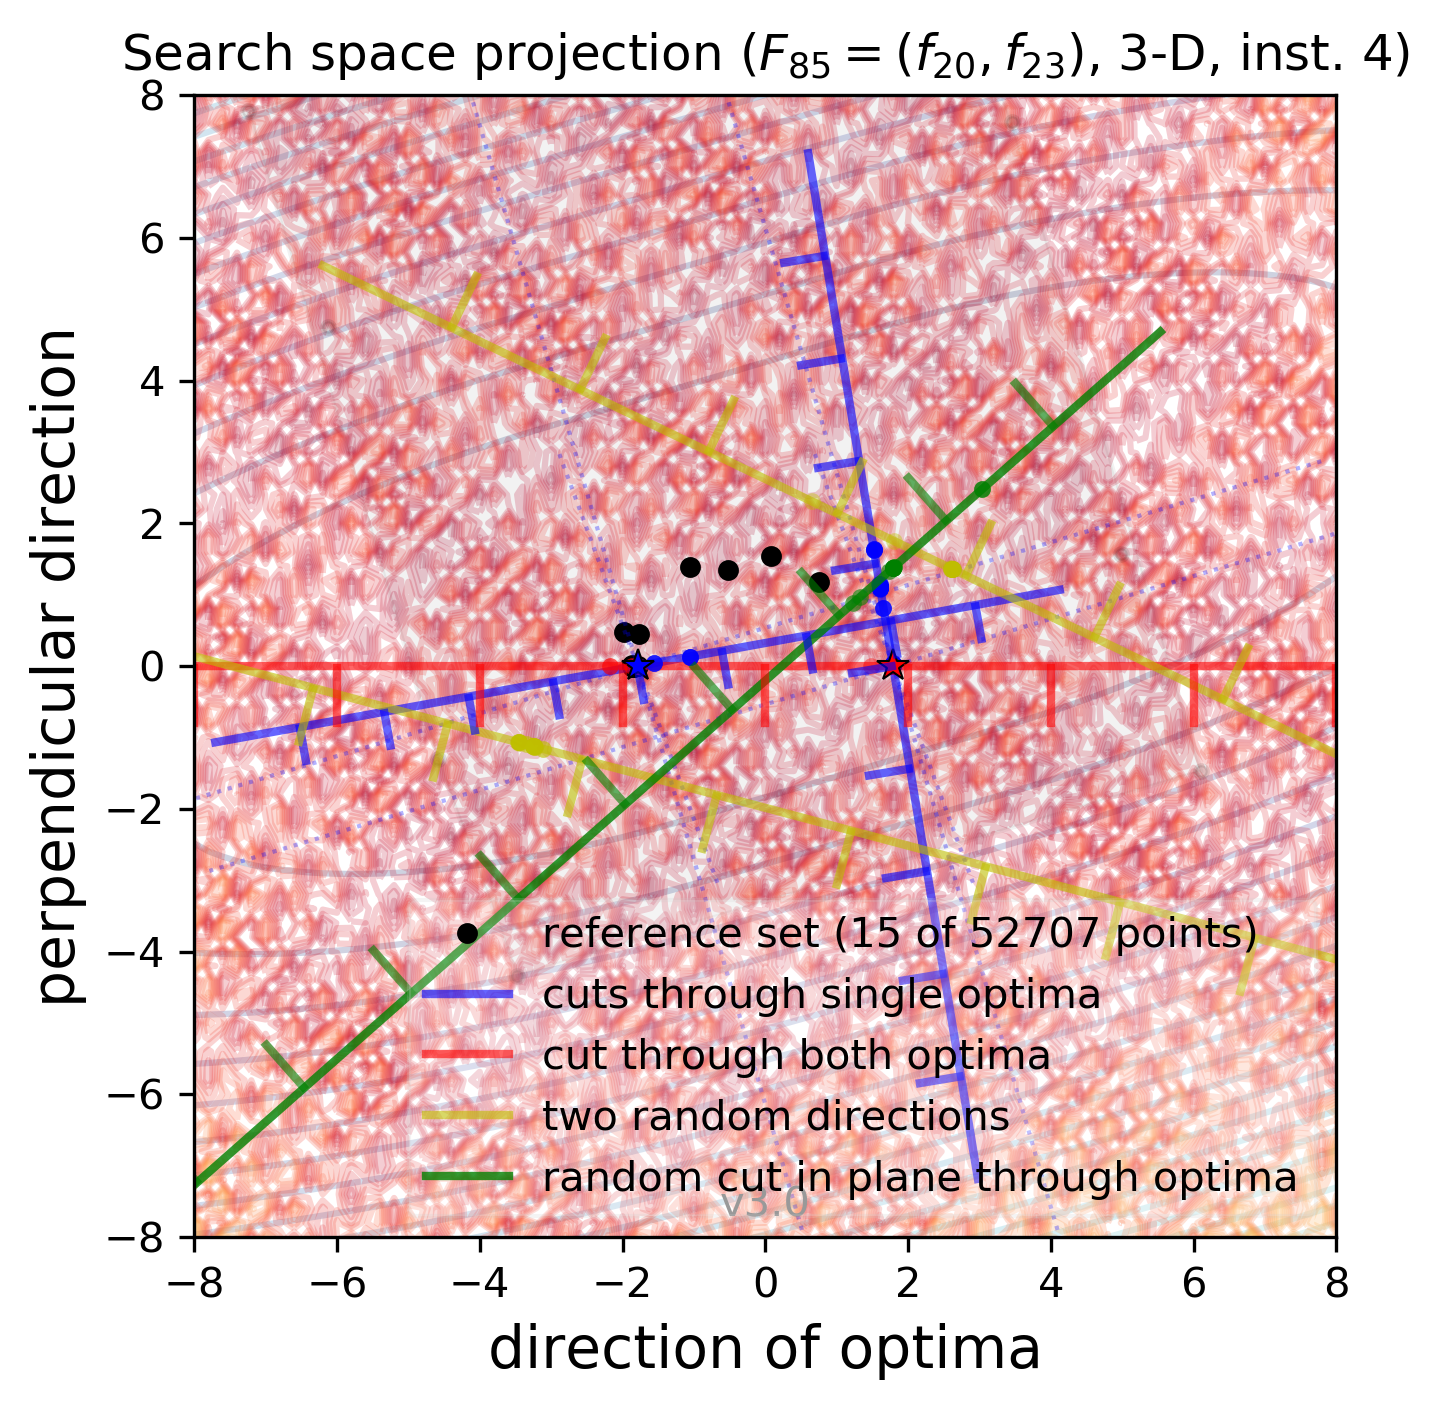 Search space projection (F₈₅ = (f₂₀, f₂₃), 3-D, inst. 4)
perpendicular direction
8
6
4
2
0
−2
−4
−6
−8
reference set (15 of 52707 points)
cuts through single optima
cut through both optima
two random directions
random cut in plane through optima
v3.0
−8 −6 −4 −2 0 2 4 6 8
direction of optima